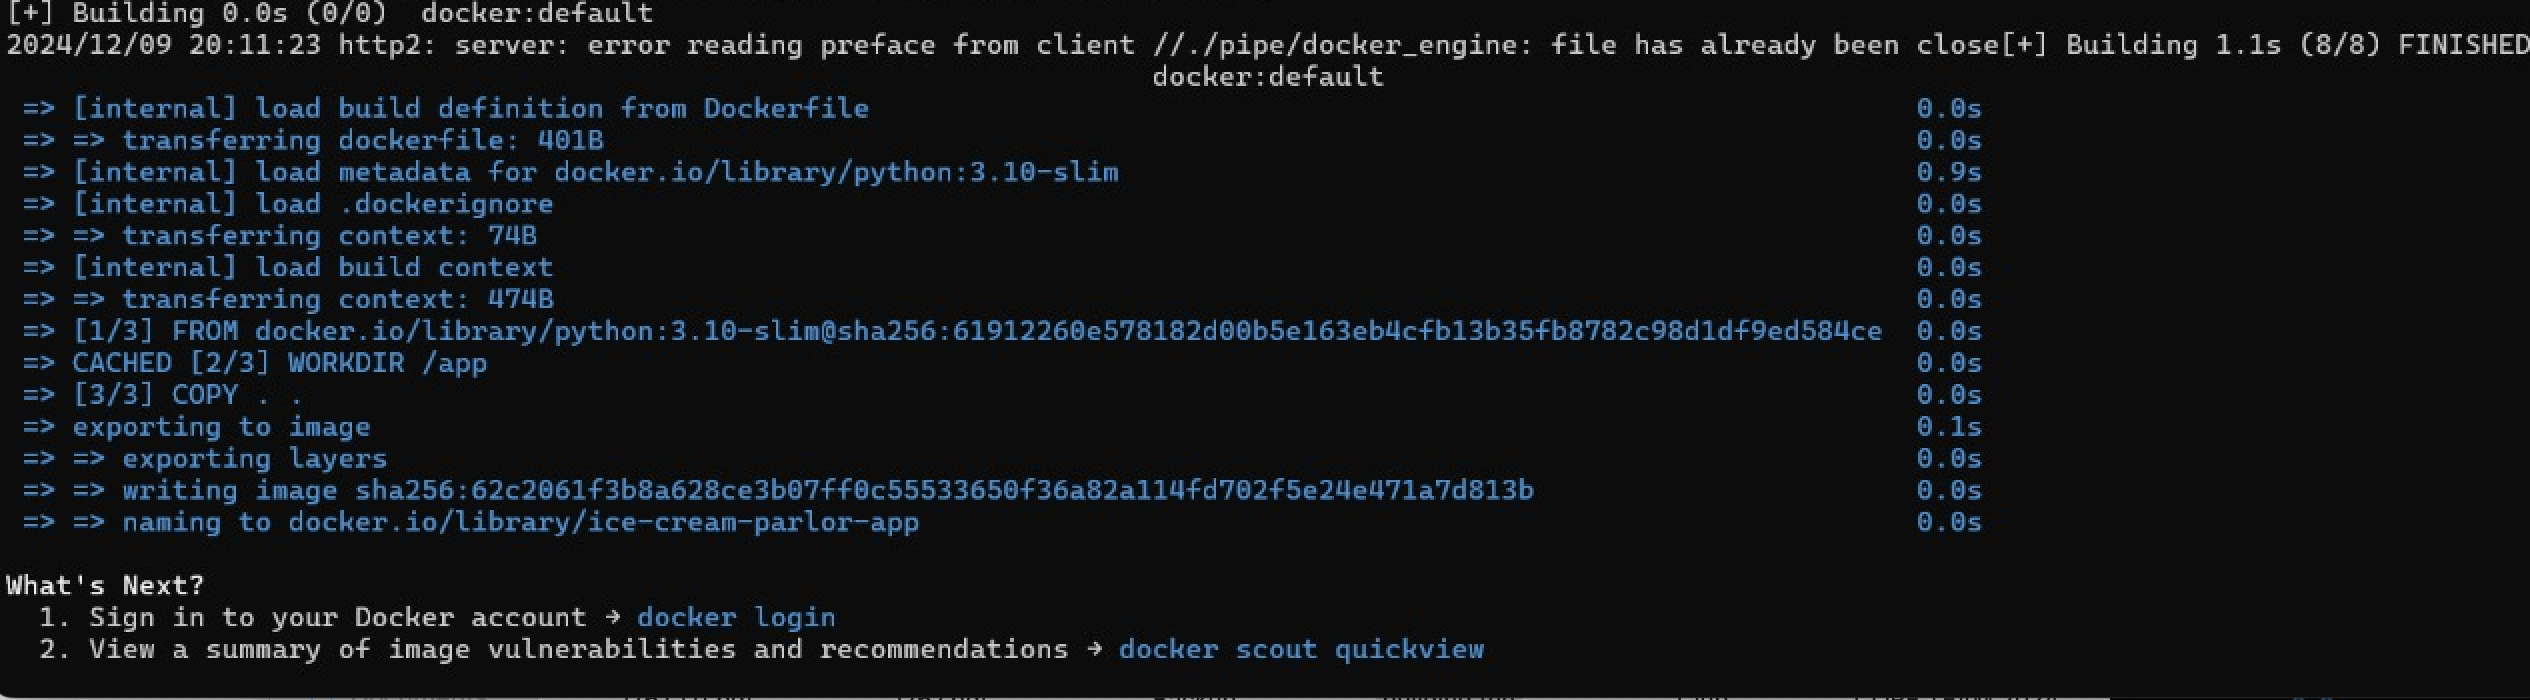 [+] Building 0.0s (0/0)  docker:default
2024/12/09 20:11:23 http2: server: error reading preface from client //./pipe/docker_engine: file has already been close[+] Building 1.1s (8/8) FINISHED
docker:default
=> [internal] load build definition from Dockerfile 0.0s
=> => transferring dockerfile: 401B 0.0s
=> [internal] load metadata for docker.io/library/python:3.10-slim 0.9s
=> [internal] load .dockerignore 0.0s
=> => transferring context: 74B 0.0s
=> [internal] load build context 0.0s
=> => transferring context: 474B 0.0s
=> [1/3] FROM docker.io/library/python:3.10-slim@sha256:61912260e578182d00b5e163eb4cfb13b35fb8782c98d1df9ed584ce 0.0s
=> CACHED [2/3] WORKDIR /app 0.0s
=> [3/3] COPY . . 0.0s
=> exporting to image 0.1s
=> => exporting layers 0.0s
=> => writing image sha256:62c2061f3b8a628ce3b07ff0c55533650f36a82a114fd702f5e24e471a7d813b 0.0s
=> => naming to docker.io/library/ice-cream-parlor-app 0.0s
What's Next?
1. Sign in to your Docker account → docker login
2. View a summary of image vulnerabilities and recommendations → docker scout quickview